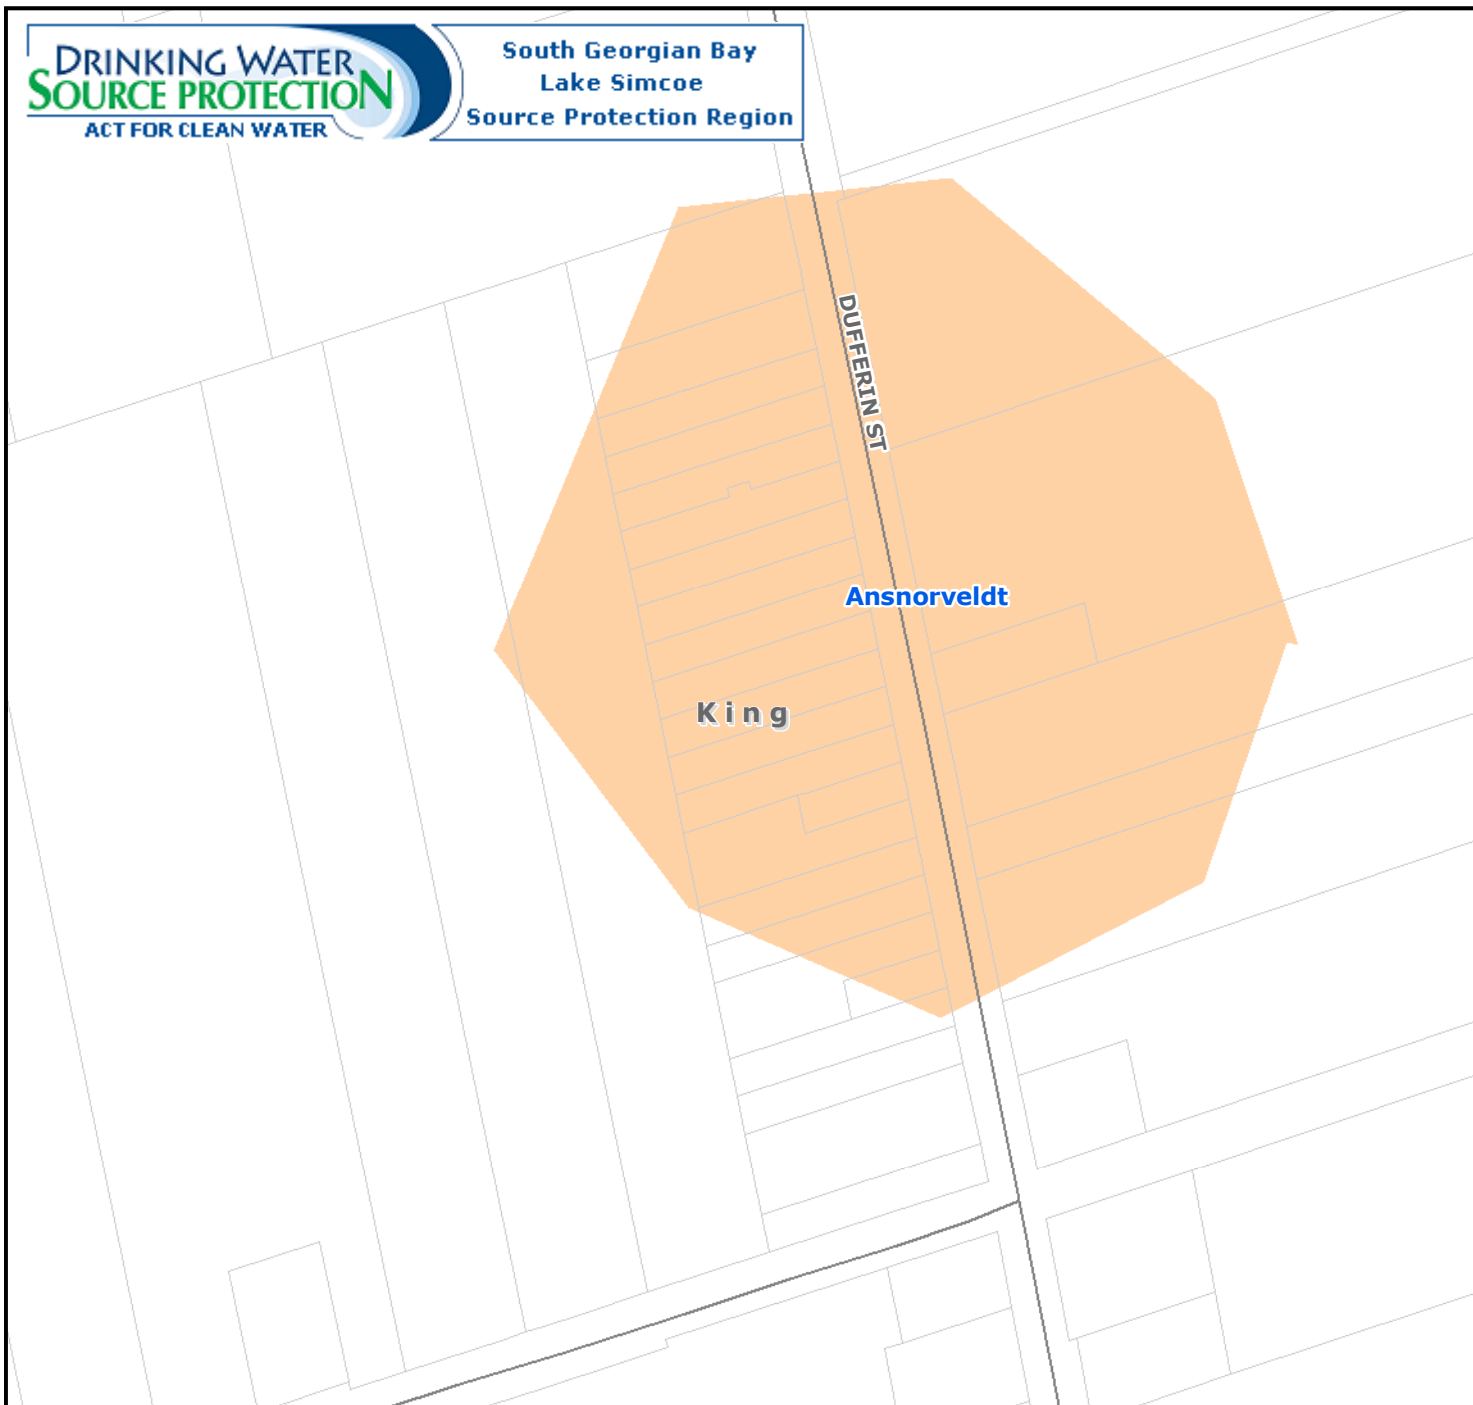 DRINKING WATER
SOURCE PROTECTION
ACT FOR CLEAN WATER
South Georgian Bay
Lake Simcoe
Source Protection Region
DUFFERIN ST
Ansnorveldt
King